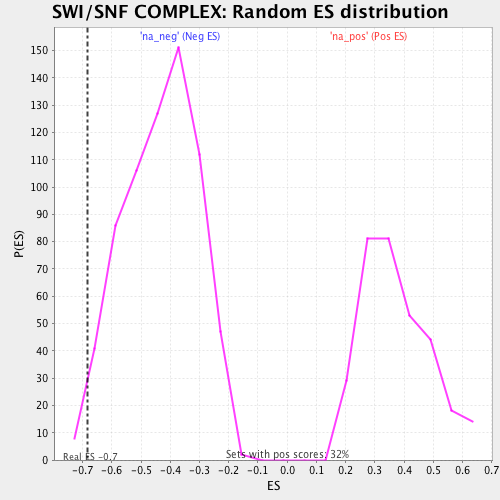 SWI/SNF COMPLEX: Random ES distribution
'na_neg' (Neg ES) 'na_pos' (Pos ES)
150
140
130
120
110
100
90
80
70
60
50
40
30
20
10
0
P(ES)
Real ES -0.7
Sets with pos scores: 32%
-0.7 -0.6 -0.5 -0.4 -0.3 -0.2 -0.1 0.0 0.1 0.2 0.3 0.4 0.5 0.6 0.7
ES